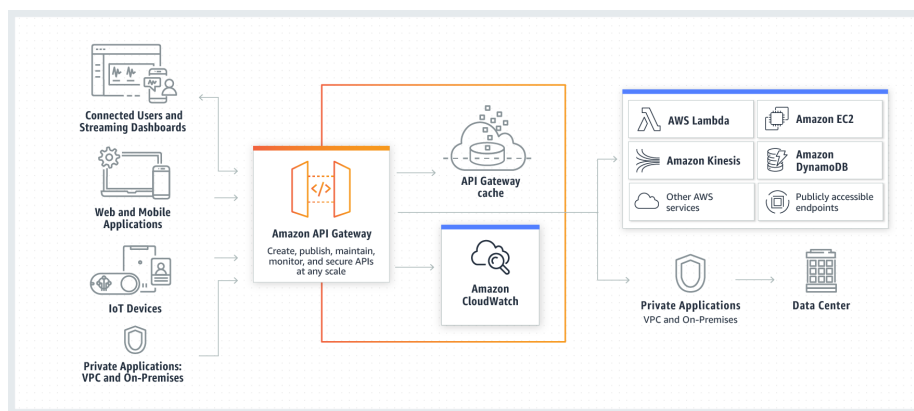 Connected Users and
Streaming Dashboards
Web and Mobile
Applications
IoT Devices
Private Applications:
VPC and On-Premises
</>
Amazon API Gateway
Create, publish, maintain,
monitor, and secure APIs
at any scale
API Gateway
cache
Amazon
CloudWatch
AWS Lambda
Amazon EC2
Amazon Kinesis
Amazon
DynamoDB
Other AWS
services
Publicly accessible
endpoints
Private Applications
VPC and On-Premises
Data Center